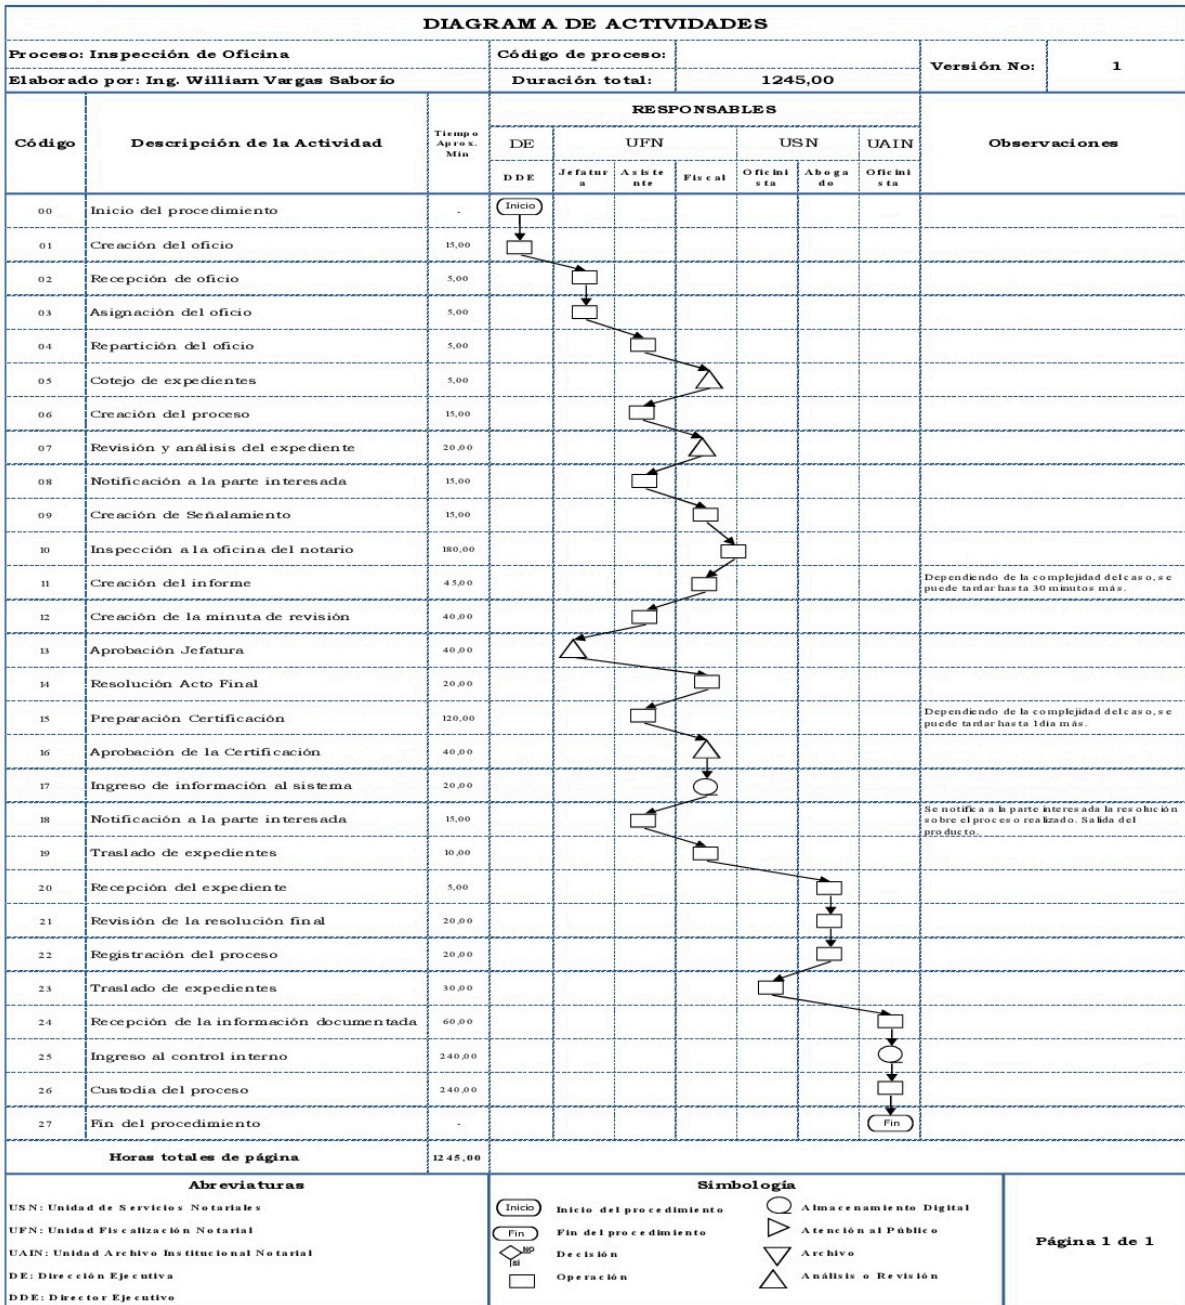 DIAGRAMA DE ACTIVIDADES
Proceso: Inspección de Oficina
Código de proceso:
Versión No:
1
Elaborado por: Ing. William Vargas Saborío
Duración total:
1245,00
Código
Descripción de la Actividad
Tiempo
Aprox.
Min
RESPONSABLES
Observaciones
DE
UFN
USN
UAIN
DDE
Jefatur
a
Asiste
nte
Fiscal
Oficini
sta
Aboga
do
Oficini
sta
00 Inicio del procedimiento - Inicio
01 Creación del oficio 15,00
02 Recepción de oficio 5,00
03 Asignación del oficio 5,00
04 Repartición del oficio 5,00
05 Cotejo de expedientes 5,00
06 Creación del proceso 15,00
07 Revisión y análisis del expediente 20,00
08 Notificación a la parte interesada 15,00
09 Creación de Señalamiento 15,00
10 Inspección a la oficina del notario 180,00
11 Creación del informe 45,00
Dependiendo de la complejidad del caso, se
puede tardar hasta 30 minutos más.
12 Creación de la minuta de revisión 40,00
13 Aprobación Jefatura 40,00
14 Resolución Acto Final 20,00
15 Preparación Certificación 120,00
Dependiendo de la complejidad del caso, se
puede tardar hasta 1dia más.
16 Aprobación de la Certificación 40,00
17 Ingreso de información al sistema 20,00
18 Notificación a la parte interesada 15,00
Se notifica a la parte interesada la resolución
sobre el proceso realizado. Salida del
producto.
19 Traslado de expedientes 10,00
20 Recepción del expediente 5,00
21 Revisión de la resolución final 20,00
22 Registración del proceso 20,00
23 Traslado de expedientes 30,00
24 Recepción de la información documentada 60,00
25 Ingreso al control interno 240,00
26 Custodia del proceso 240,00
27 Fin del procedimiento - Fin
Horas totales de página 1245,00
Abreviaturas
USN: Unidad de Servicios Notariales
UFN: Unidad Fiscalización Notarial
UAIN: Unidad Archivo Institucional Notarial
DE: Dirección Ejecutiva
DDE: Director Ejecutivo
Simbología
Inicio Inicio del procedimiento
Fin Fin del procedimiento
NO
SI
Decisión
Operación
Almacenamiento Digital
Atención al Público
Archivo
Análisis o Revisión
Página 1 de 1